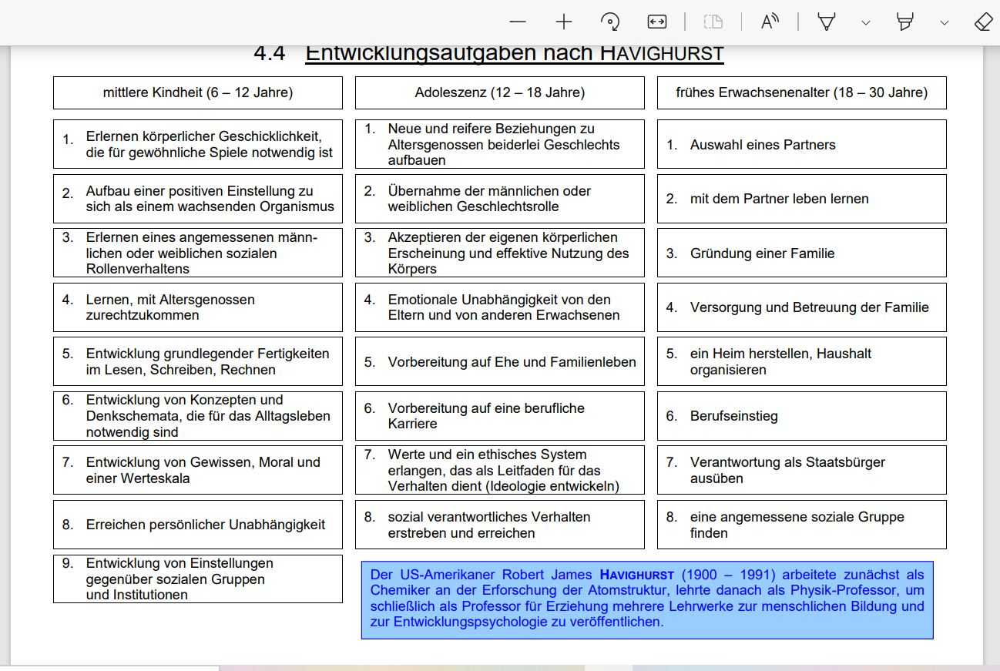 4.4 Entwicklungsaufgaben nach HAVIGHURST
mittlere Kindheit (6 – 12 Jahre)
1. Erlernen körperlicher Geschicklichkeit,
die für gewöhnliche Spiele notwendig ist
2. Aufbau einer positiven Einstellung zu
sich als einem wachsenden Organismus
3. Erlernen eines angemessenen männ-
lichen oder weiblichen sozialen
Rollenverhaltens
4. Lernen, mit Altersgenossen
zurechtzukommen
5. Entwicklung grundlegender Fertigkeiten
im Lesen, Schreiben, Rechnen
6. Entwicklung von Konzepten und
Denkschemata, die für das Alltagsleben
notwendig sind
7. Entwicklung von Gewissen, Moral und
einer Werteskala
8. Erreichen persönlicher Unabhängigkeit
9. Entwicklung von Einstellungen
gegenüber sozialen Gruppen
und Institutionen
Adoleszenz (12 – 18 Jahre)
1. Neue und reifere Beziehungen zu
Altersgenossen beiderlei Geschlechts
aufbauen
2. Übernahme der männlichen oder
weiblichen Geschlechtsrolle
3. Akzeptieren der eigenen körperlichen
Erscheinung und effektive Nutzung des
Körpers
4. Emotionale Unabhängigkeit von den
Eltern und von anderen Erwachsenen
5. Vorbereitung auf Ehe und Familienleben
6. Vorbereitung auf eine berufliche
Karriere
7. Werte und ein ethisches System
erlangen, das als Leitfaden für das
Verhalten dient (Ideologie entwickeln)
8. sozial verantwortliches Verhalten
erstreben und erreichen
frühes Erwachsenenalter (18 – 30 Jahre)
1. Auswahl eines Partners
2. mit dem Partner leben lernen
3. Gründung einer Familie
4. Versorgung und Betreuung der Familie
5. ein Heim herstellen, Haushalt
organisieren
6. Berufseinstieg
7. Verantwortung als Staatsbürger
ausüben
8. eine angemessene soziale Gruppe
finden
Der US-Amerikaner Robert James HAVIGHURST (1900 – 1991) arbeitete zunächst als
Chemiker an der Erforschung der Atomstruktur, lehrte danach als Physik-Professor, um
schließlich als Professor für Erziehung mehrere Lehrwerke zur menschlichen Bildung und
zur Entwicklungspsychologie zu veröffentlichen.